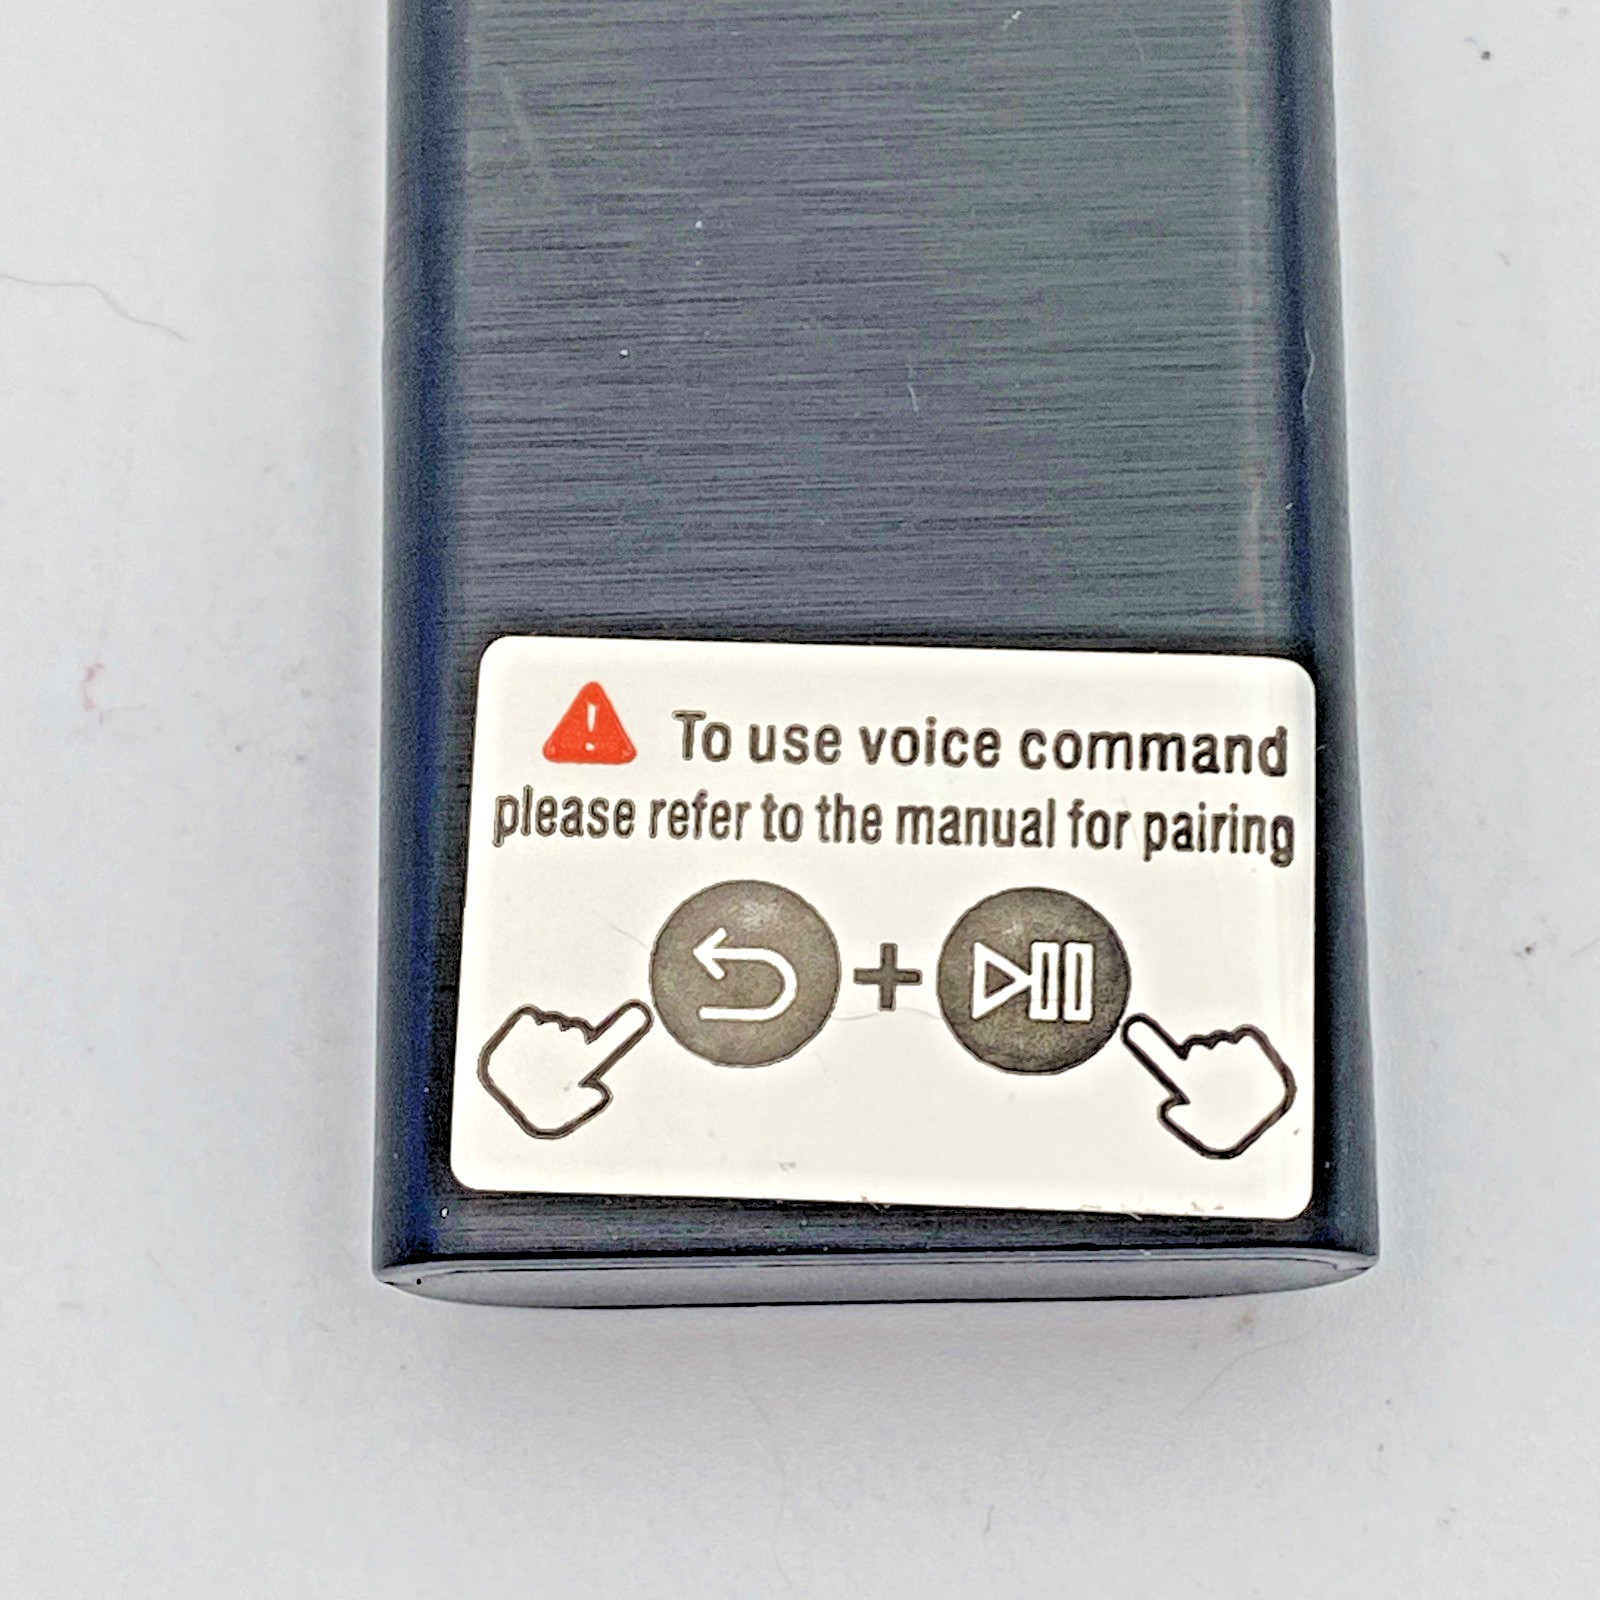 To use voice command
please refer to the manual for pairing
+